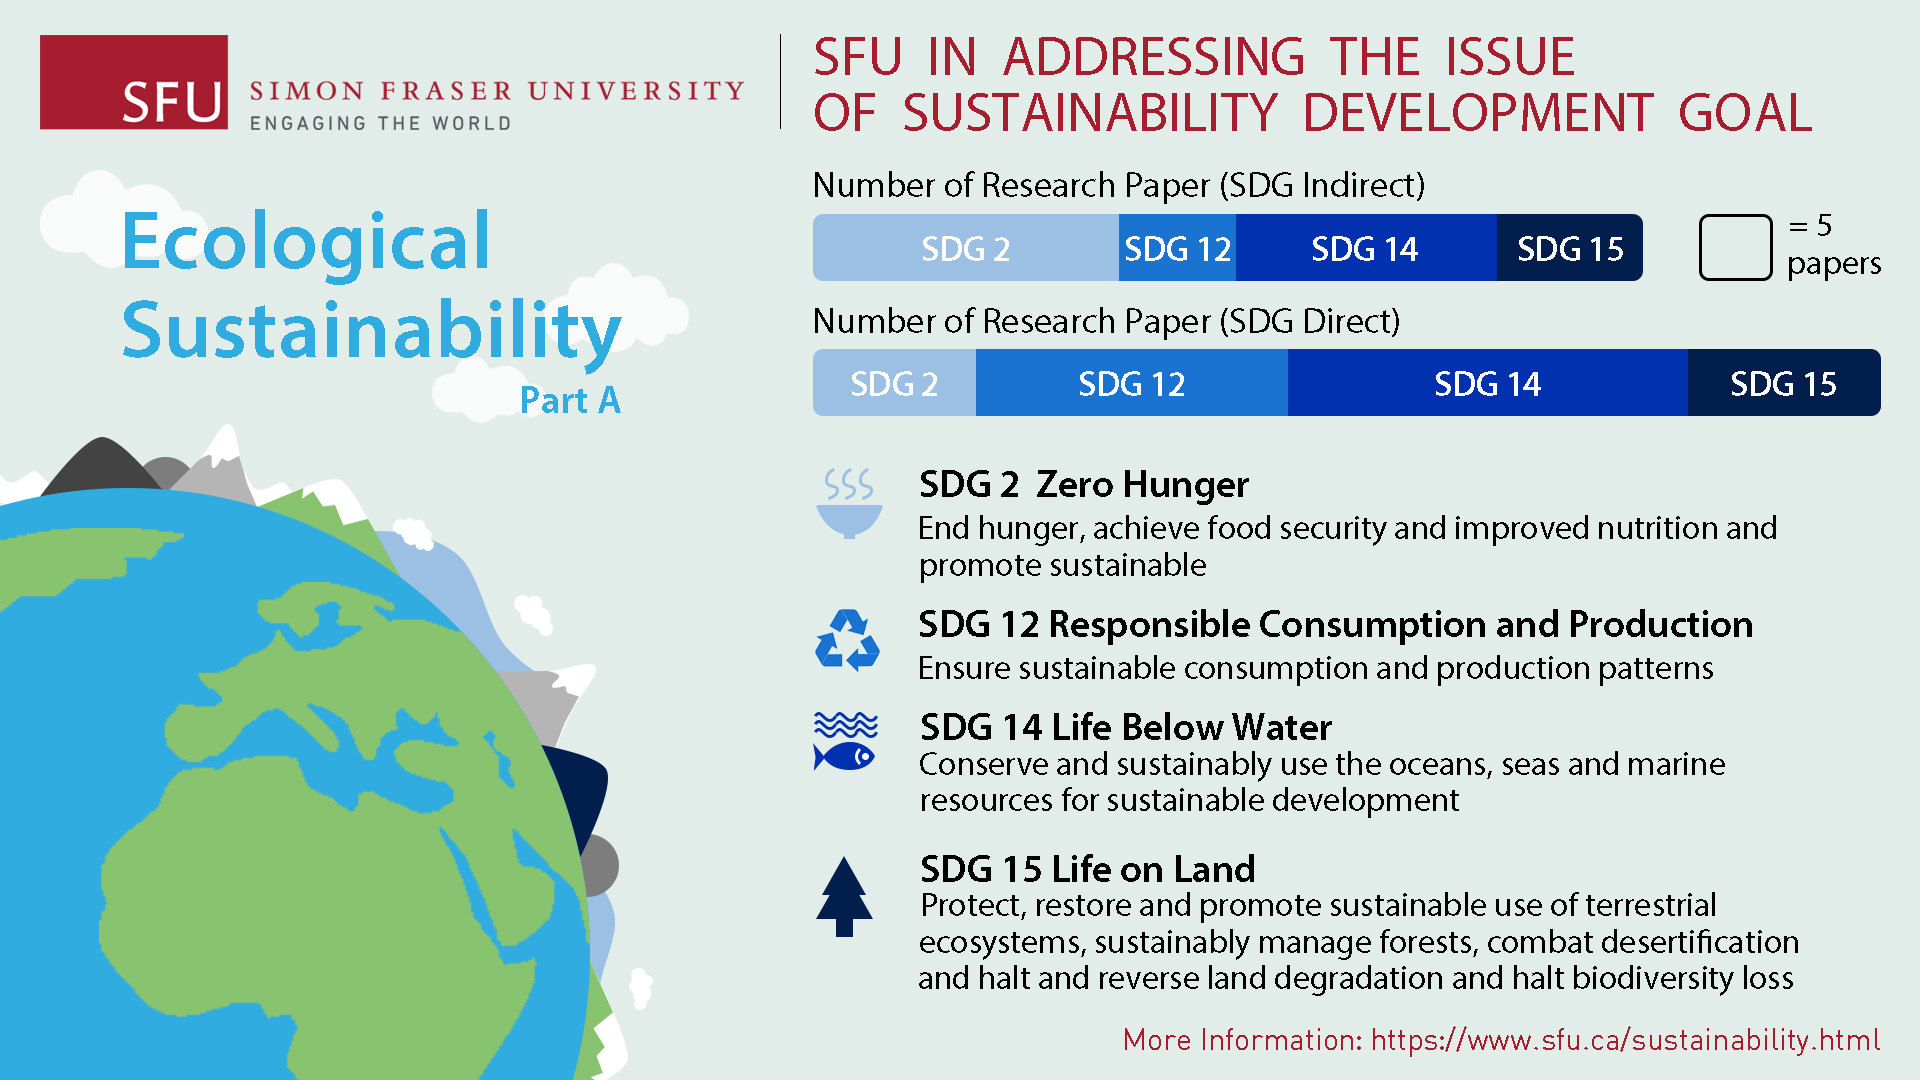 SFU
SIMON FRASER UNIVERSITY
ENGAGING THE WORLD
SFU IN ADDRESSING THE ISSUE
OF SUSTAINABILITY DEVELOPMENT GOAL
Ecological
Sustainability
Part A
Number of Research Paper (SDG Indirect)
SDG 2 SDG 12 SDG 14 SDG 15
= 5
papers
Number of Research Paper (SDG Direct)
SDG 2 SDG 12 SDG 14 SDG 15
SDG 2 Zero Hunger
End hunger, achieve food security and improved nutrition and
promote sustainable
SDG 12 Responsible Consumption and Production
Ensure sustainable consumption and production patterns
SDG 14 Life Below Water
Conserve and sustainably use the oceans, seas and marine
resources for sustainable development
SDG 15 Life on Land
Protect, restore and promote sustainable use of terrestrial
ecosystems, sustainably manage forests, combat desertification
and halt and reverse land degradation and halt biodiversity loss
More Information: https://www.sfu.ca/sustainability.html